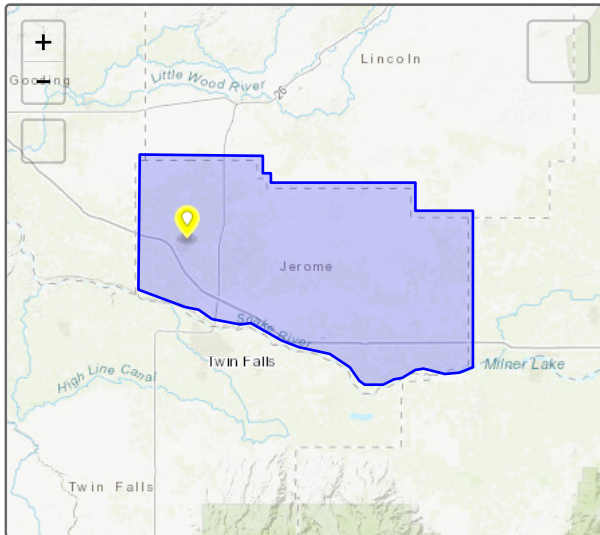 +
Lincoln
Gooding
−
Little Wood River
26
Jerome
Snake River
Twin Falls
Milner Lake
High Line Canal
Twin Falls